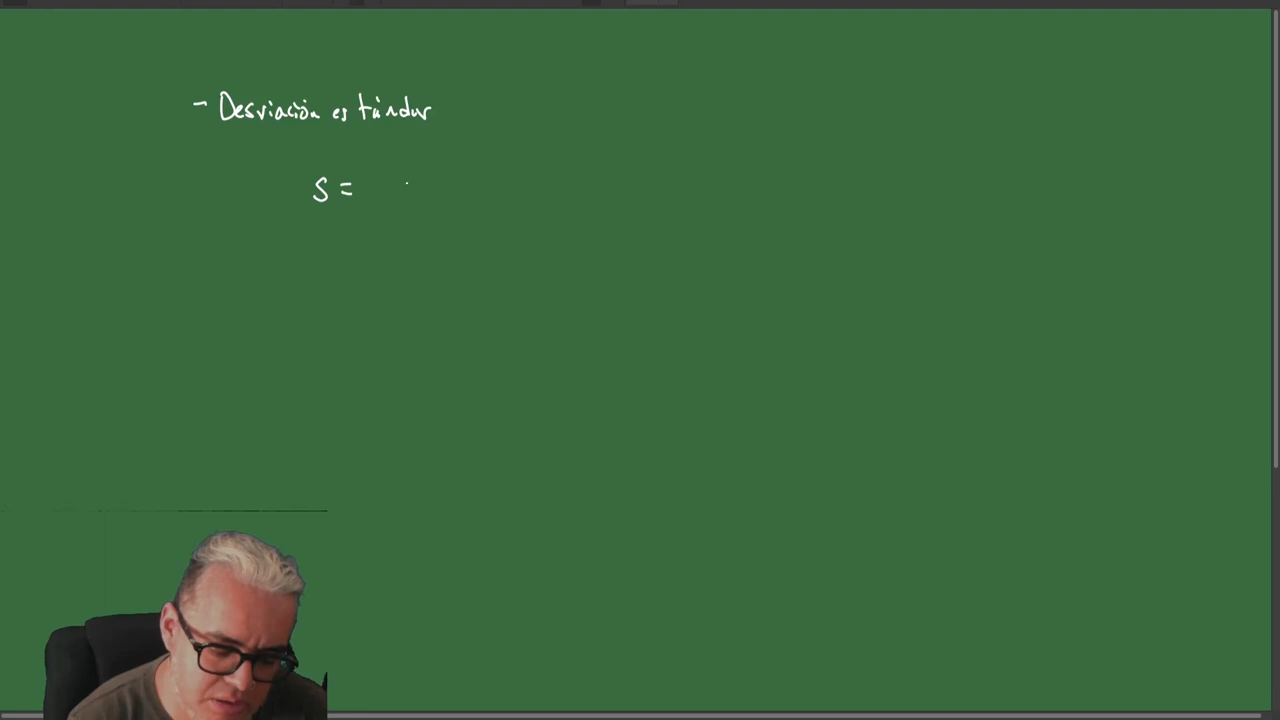 - Desviación estándar
S =